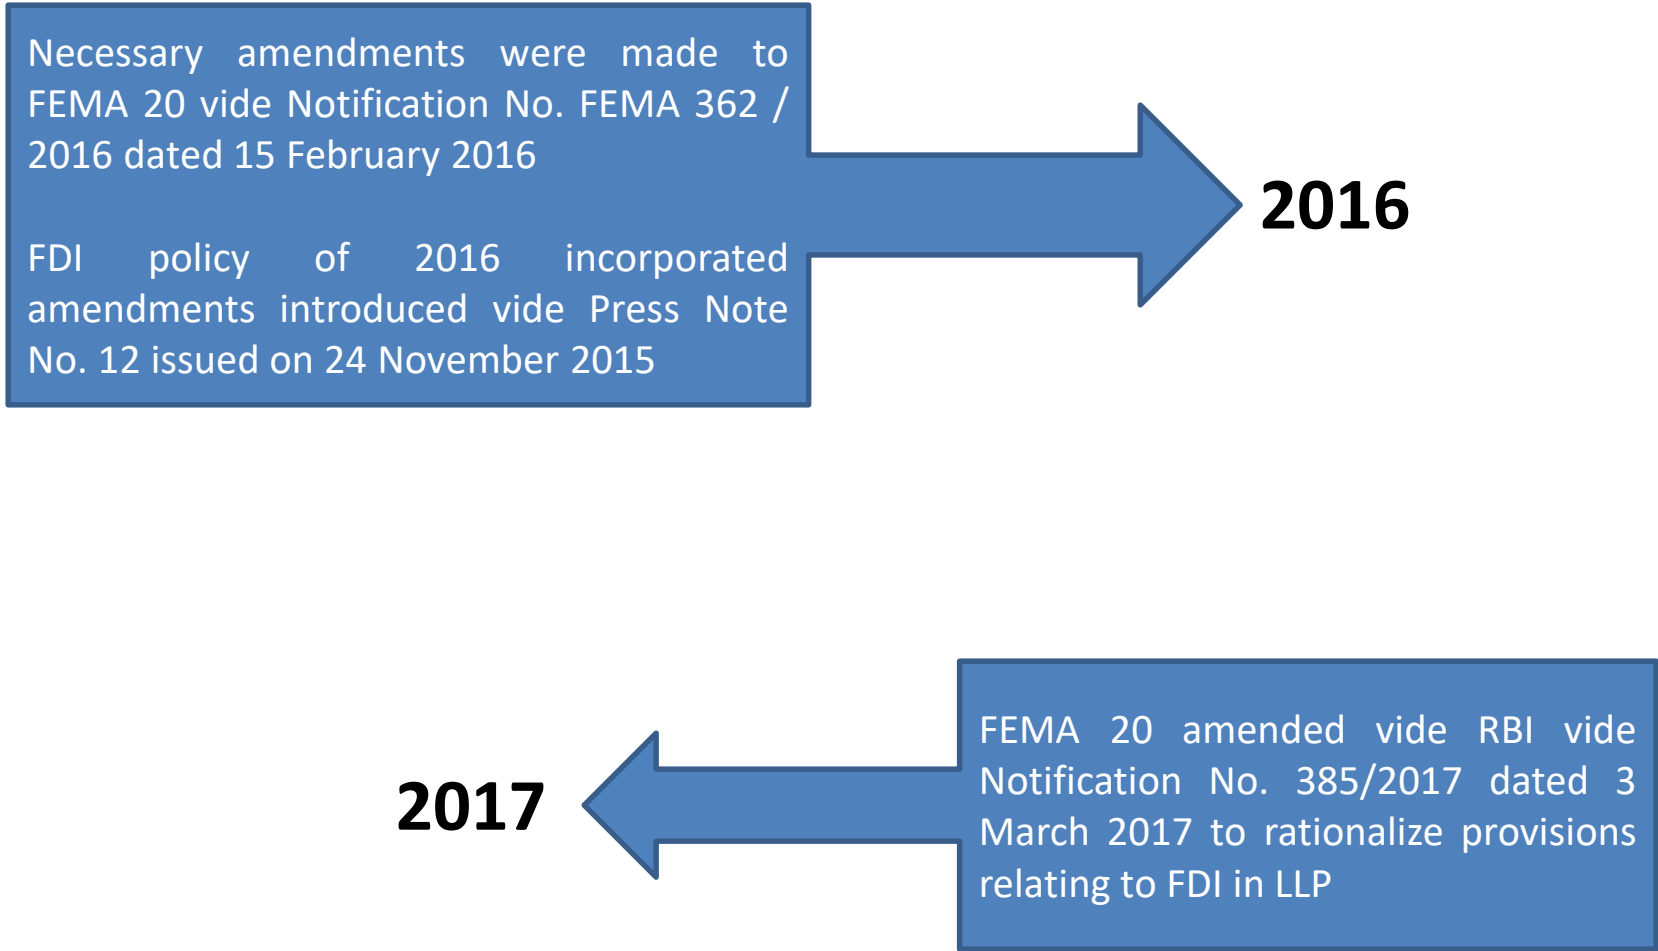 Necessary amendments were made to
FEMA 20 vide Notification No. FEMA 362 /
2016 dated 15 February 2016
FDI policy of 2016 incorporated
amendments introduced vide Press Note
No. 12 issued on 24 November 2015
2016
2017
FEMA 20 amended vide RBI vide
Notification No. 385/2017 dated 3
March 2017 to rationalize provisions
relating to FDI in LLP